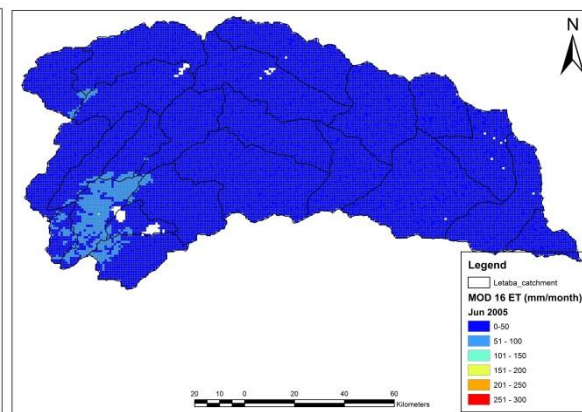 N
Legend
Letaba_catchment
MOD 16 ET (mm/month)
Jun 2005
0-50
51 - 100
101 - 150
151 - 200
201 - 250
251 - 300
20 10 0 20 40 60
Kilometers